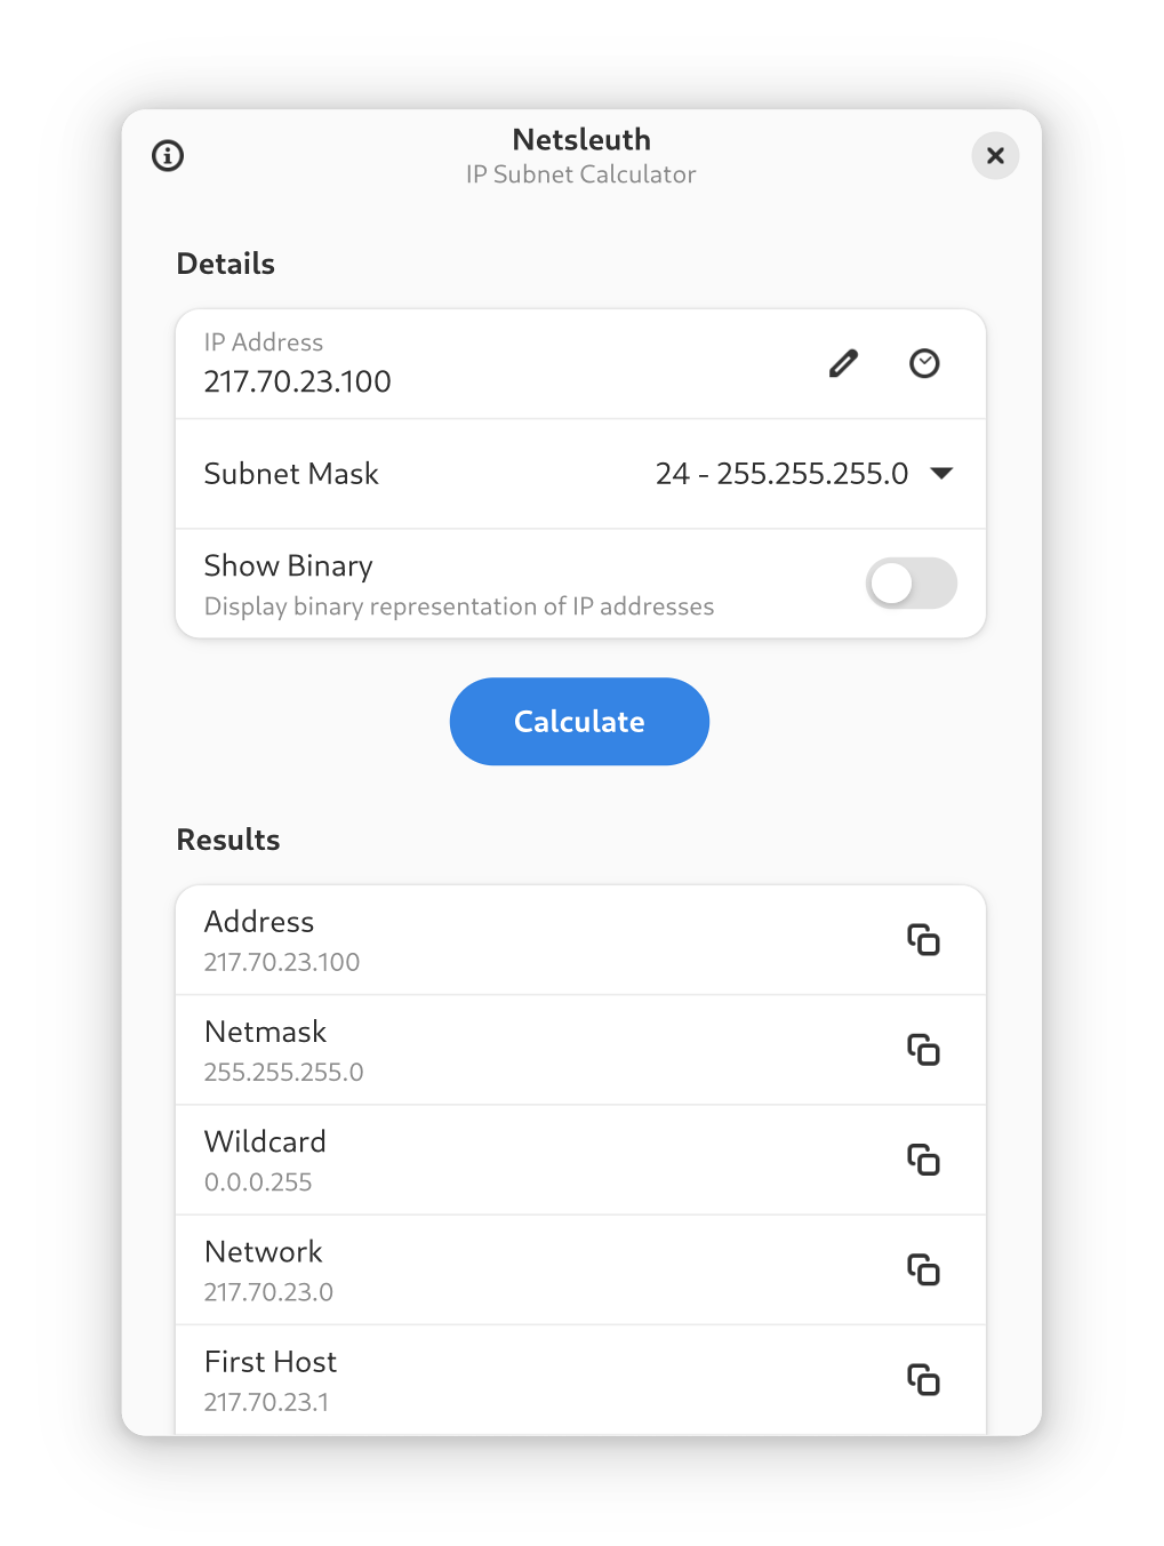 Netsleuth
IP Subnet Calculator
Details
IP Address
217.70.23.100
Subnet Mask
24 - 255.255.255.0
Show Binary
Display binary representation of IP addresses
Calculate
Results
Address
217.70.23.100
Netmask
255.255.255.0
Wildcard
0.0.0.255
Network
217.70.23.0
First Host
217.70.23.1